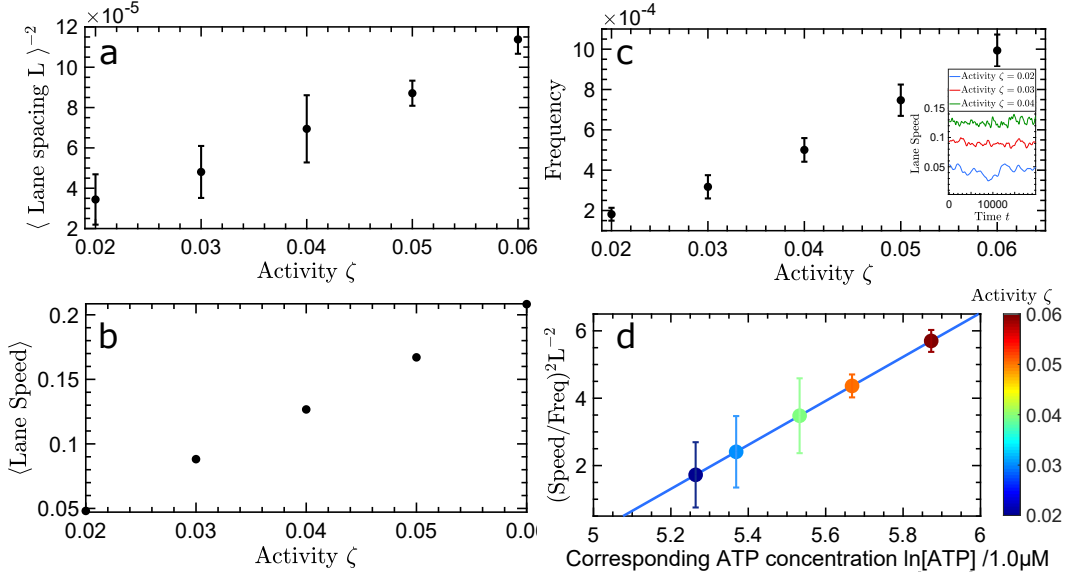 ×10⁻⁵
a
12
10
8
6
4
2
⟨ Lane spacing L ⟩⁻²
0.02 0.03 0.04 0.05 0.06
Activity ζ
×10⁻⁴
c
10
8
6
4
2
Frequency
0.02 0.03 0.04 0.05 0.06
Activity ζ
Activity ζ = 0.02
Activity ζ = 0.03
Activity ζ = 0.04
0.15
0.1
0.05
Lane Speed
0 10000
Time t
b
0.2
0.15
0.1
0.05
⟨Lane Speed⟩
0.02 0.03 0.04 0.05 0.0
Activity ζ
d
6
4
2
(Speed/Freq)²L⁻²
5 5.2 5.4 5.6 5.8 6
Corresponding ATP concentration ln[ATP] /1.0µM
Activity ζ
0.06
0.05
0.04
0.03
0.02